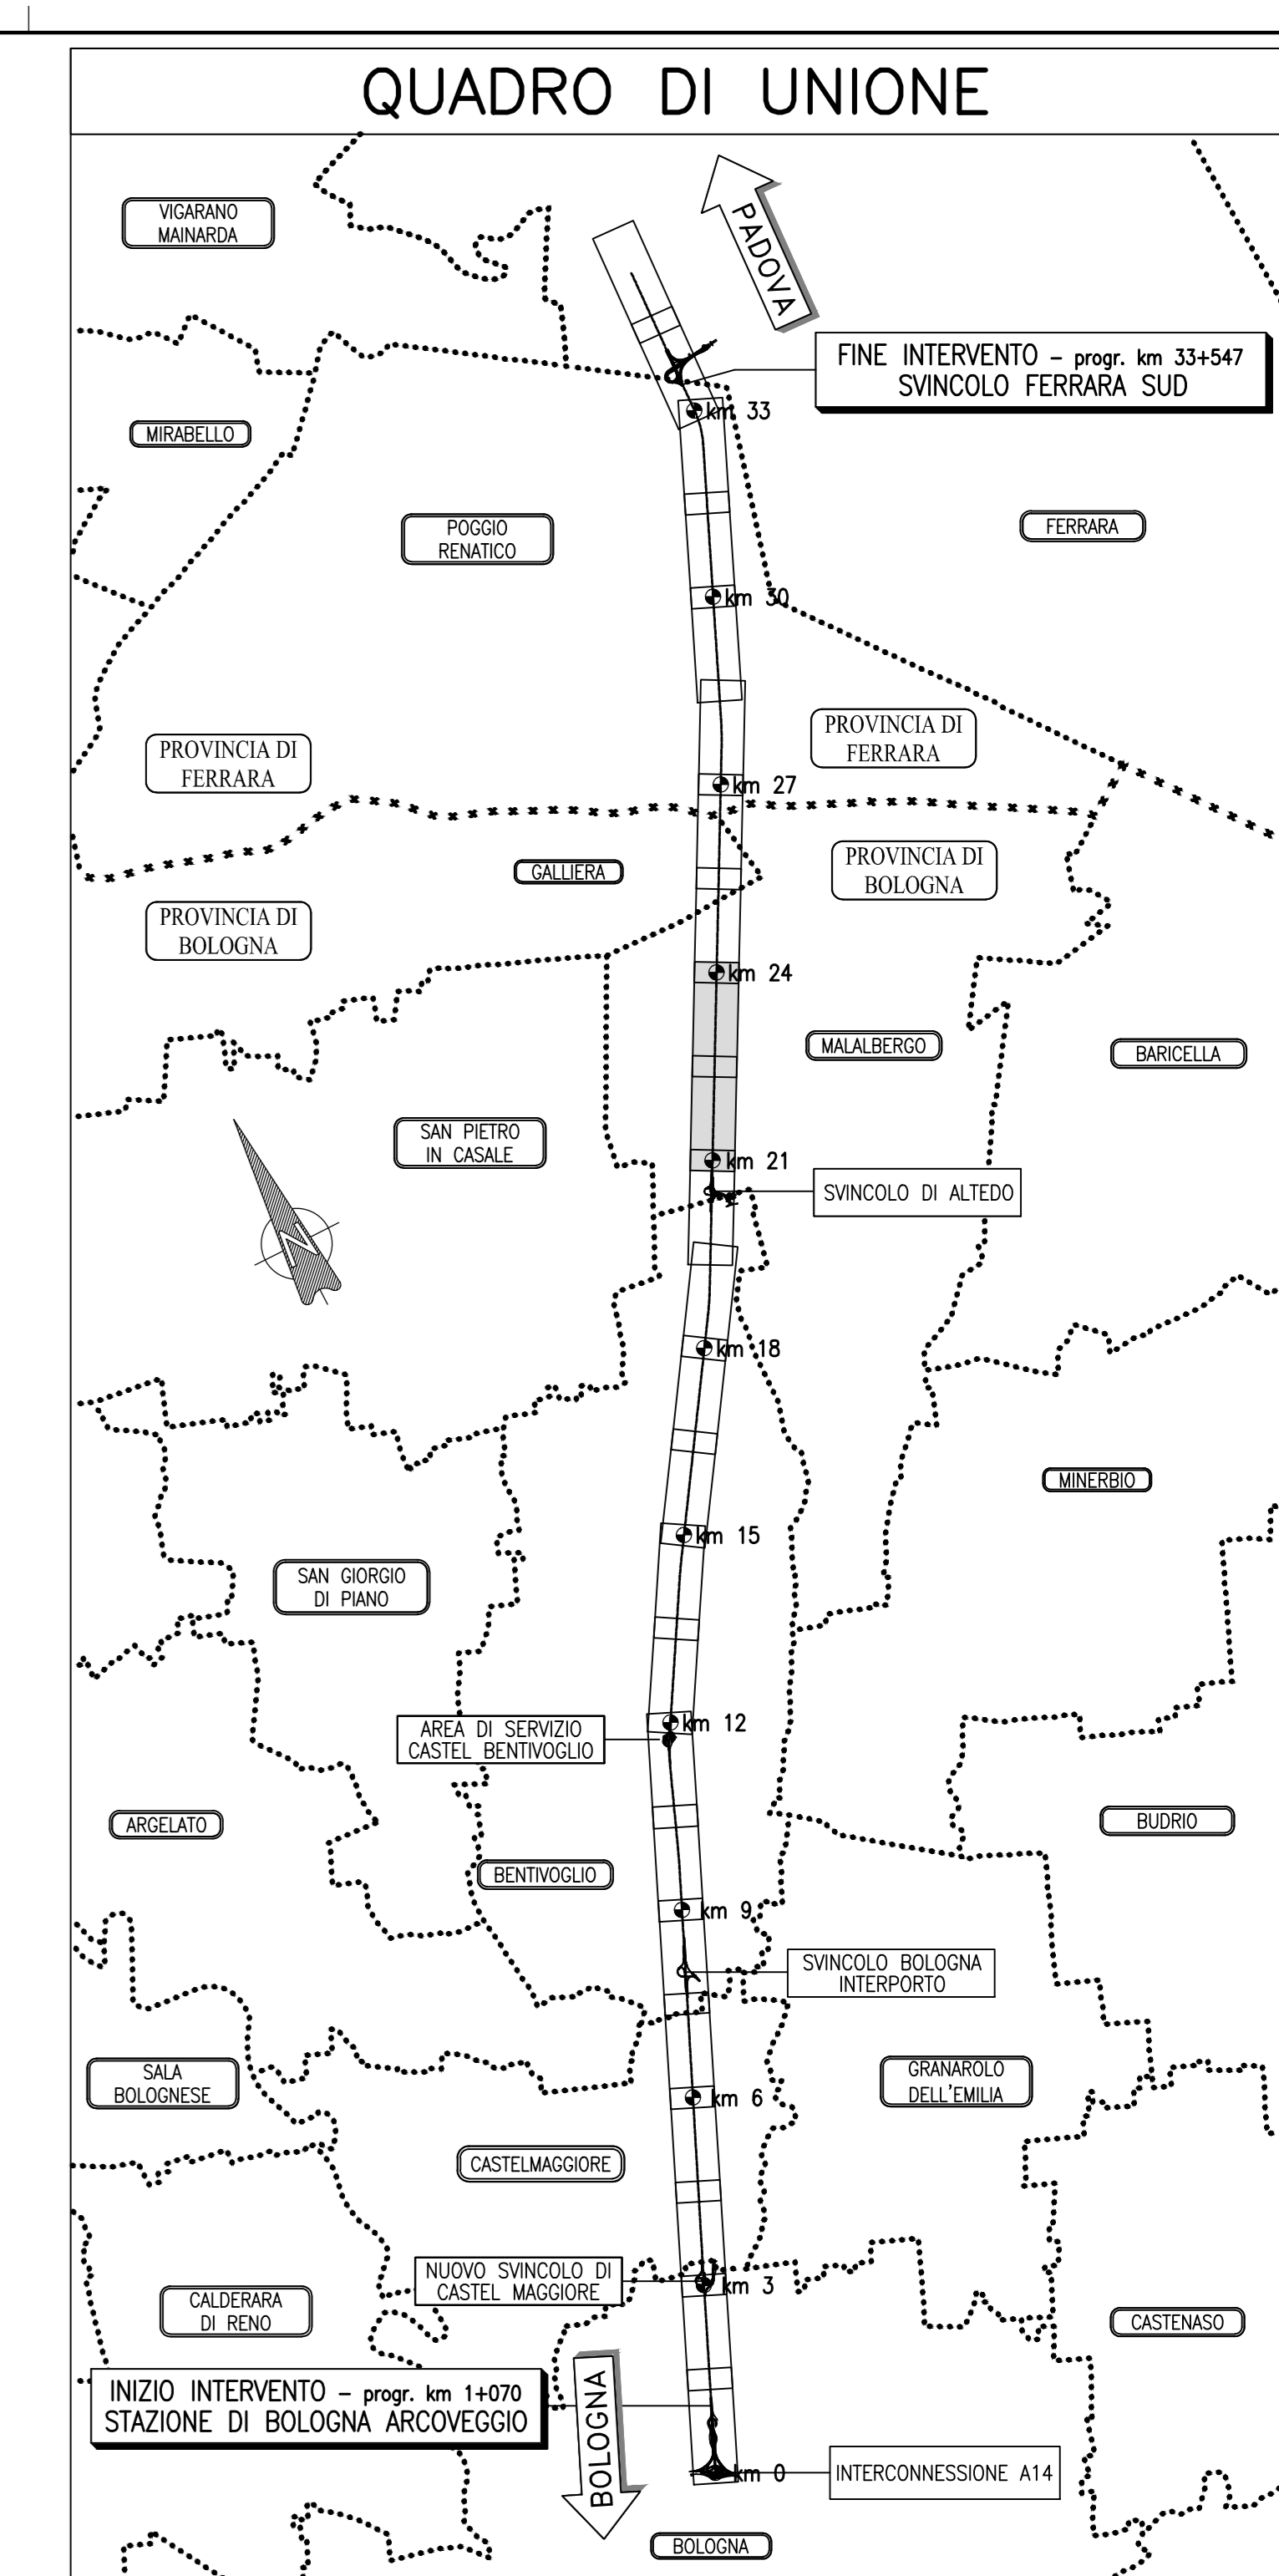 QUADRO DI UNIONE
VIGARANO
MAINARDA
PADOVA
FINE INTERVENTO – progr. km 33+547
SVINCOLO FERRARA SUD
km 33
MIRABELLO
POGGIO
RENATICO
FERRARA
km 30
PROVINCIA DI
FERRARA
PROVINCIA DI
FERRARA
km 27
GALLIERA
PROVINCIA DI
BOLOGNA
PROVINCIA DI
BOLOGNA
km 24
MALALBERGO
BARICELLA
SAN PIETRO
IN CASALE
km 21
SVINCOLO DI ALTEDO
N
km 18
MINERBIO
km 15
SAN GIORGIO
DI PIANO
km 12
AREA DI SERVIZIO
CASTEL BENTIVOGLIO
ARGELATO
BUDRIO
BENTIVOGLIO
km 9
SVINCOLO BOLOGNA
INTERPORTO
SALA
BOLOGNESE
GRANAROLO
DELL'EMILIA
km 6
CASTELMAGGIORE
NUOVO SVINCOLO DI
CASTEL MAGGIORE
km 3
CALDERARA
DI RENO
CASTENASO
INIZIO INTERVENTO – progr. km 1+070
STAZIONE DI BOLOGNA ARCOVEGGIO
BOLOGNA
km 0
INTERCONNESSIONE A14
BOLOGNA